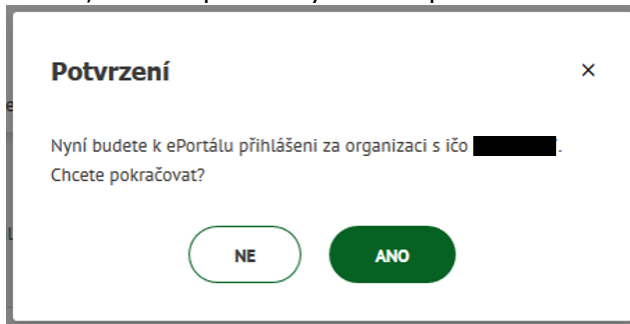 Potvrzení
×
Nyní budete k ePortálu přihlášeni za organizaci s ičo .
Chcete pokračovat?
NE
ANO